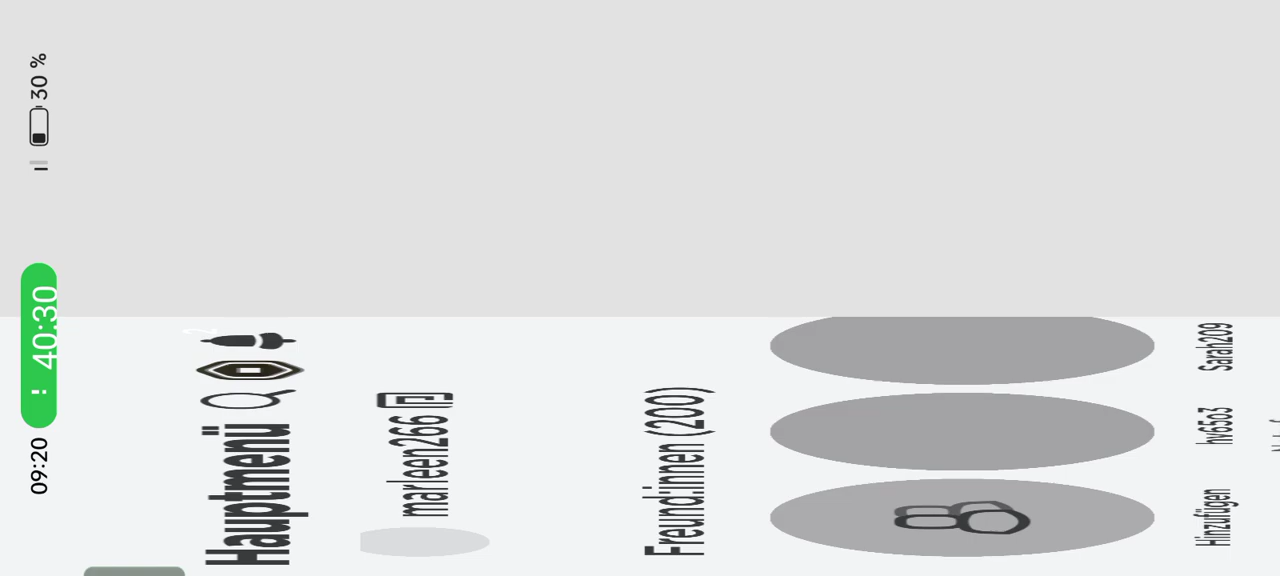 09:20 40:30 30 %
Hauptmenü
marleen266
Freund:innen (200)
Hinzufügen hv65o3 Sarah209